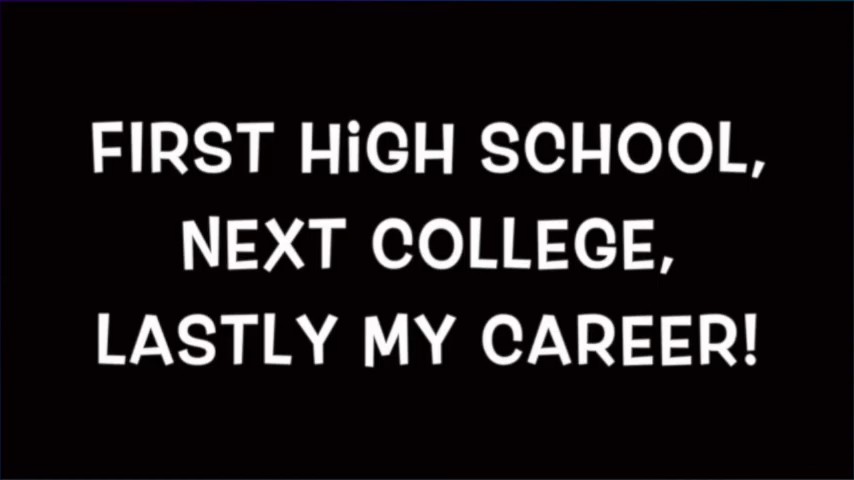 FIRST HiGH SCHOOL,
NEXT COLLEGE,
LASTLY MY CAREER!